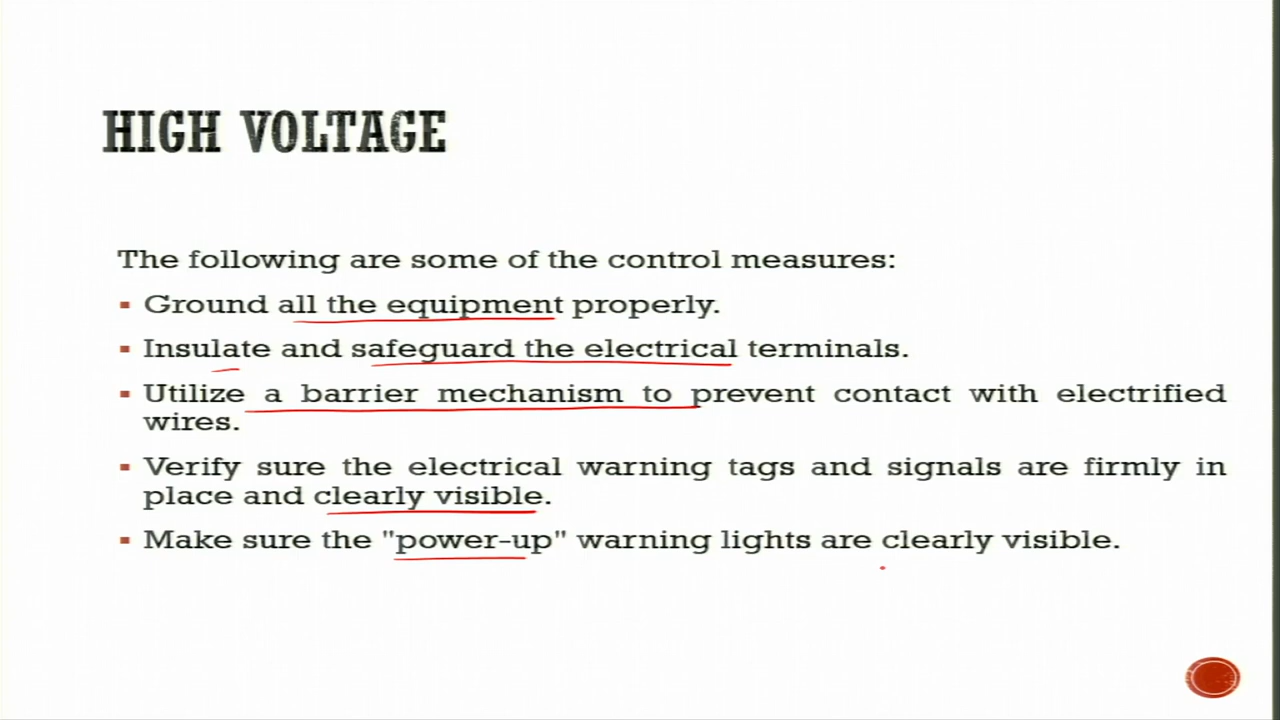 HIGH VOLTAGE
The following are some of the control measures:
▪ Ground all the equipment properly.
▪ Insulate and safeguard the electrical terminals.
▪ Utilize a barrier mechanism to prevent contact with electrified
wires.
▪ Verify sure the electrical warning tags and signals are firmly in
place and clearly visible.
▪ Make sure the "power-up" warning lights are clearly visible.